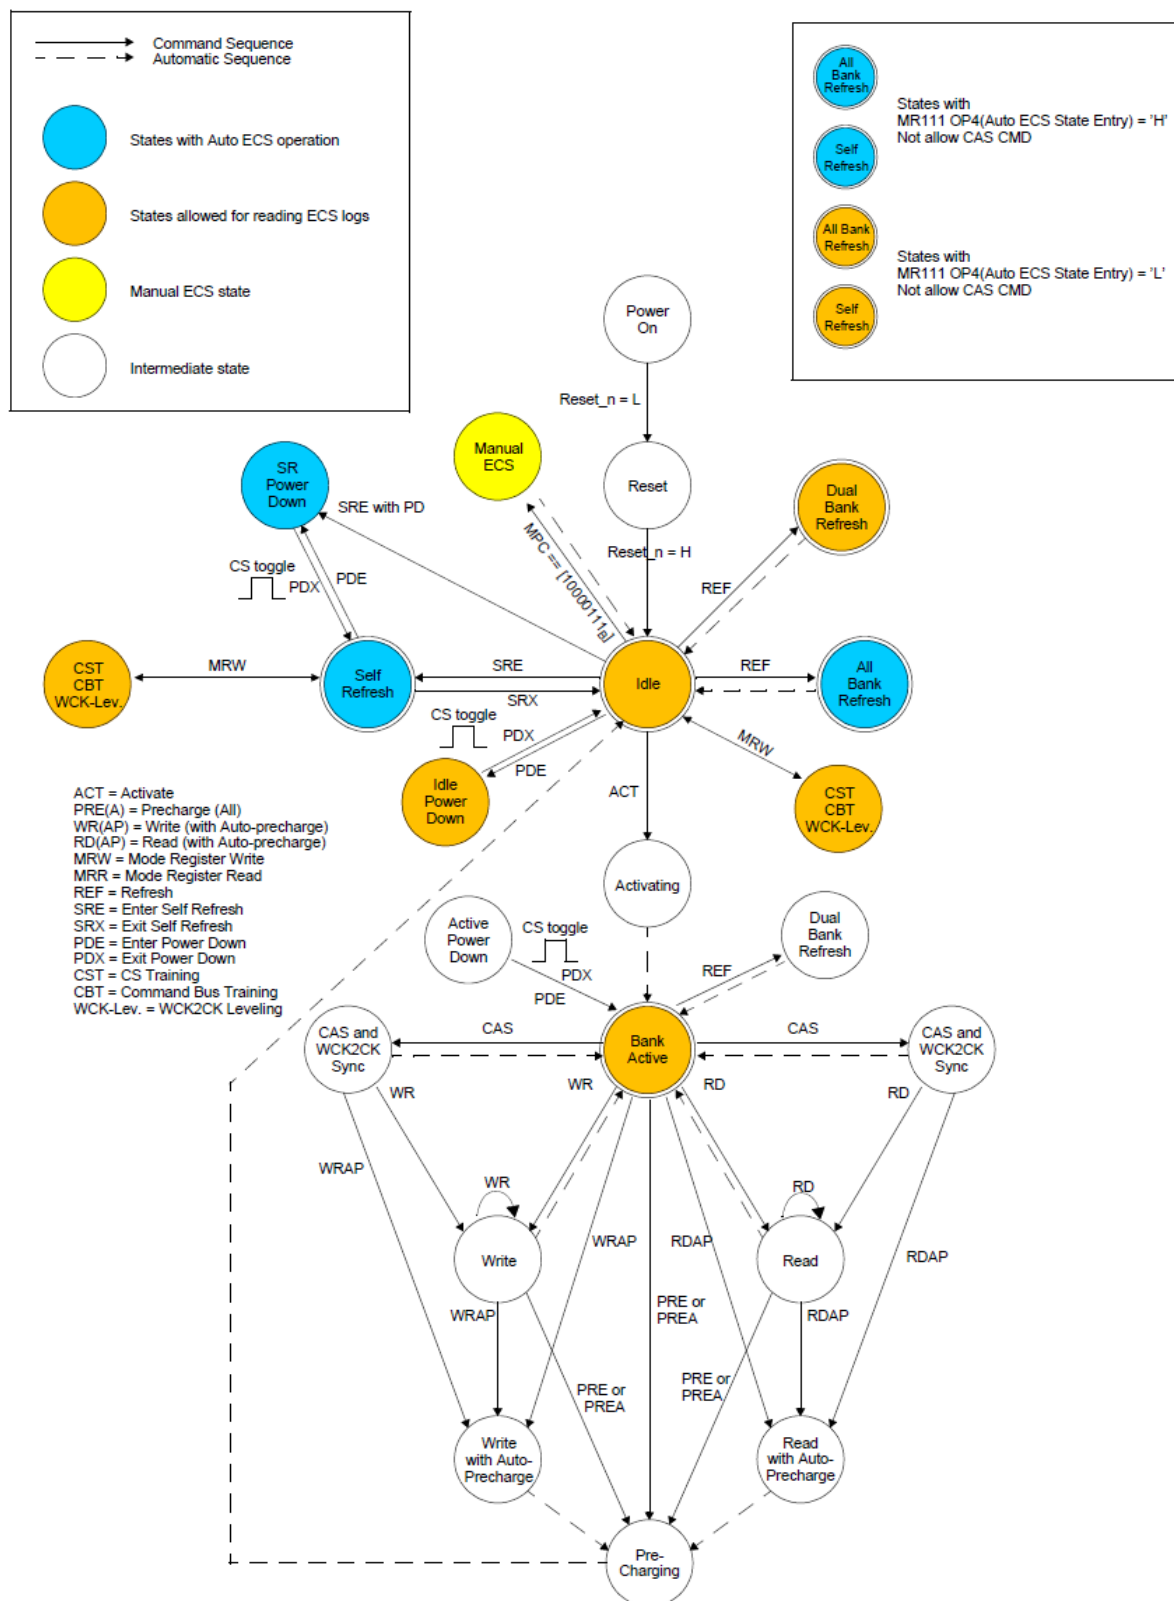 Command Sequence
Automatic Sequence
States with Auto ECS operation
States allowed for reading ECS logs
Manual ECS state
Intermediate state
All
Bank
Refresh
States with
MR111 OP4(Auto ECS State Entry) = 'H'
Not allow CAS CMD
Self
Refresh
All Bank
Refresh
States with
MR111 OP4(Auto ECS State Entry) = 'L'
Not allow CAS CMD
Self
Refresh
Power
On
Reset_n = L
Manual
ECS
SR
Power
Down
Reset
Dual
Bank
Refresh
SRE with PD
MPC == [10000111B]
Reset_n = H
CS toggle
PDX
PDE
REF
CST
CBT
WCK-Lev.
MRW
Self
Refresh
SRE
SRX
Idle
REF
All
Bank
Refresh
CS toggle
PDX
PDE
MRW
Idle
Power
Down
ACT
CST
CBT
WCK-Lev.
ACT = Activate
PRE(A) = Precharge (All)
WR(AP) = Write (with Auto-precharge)
RD(AP) = Read (with Auto-precharge)
MRW = Mode Register Write
MRR = Mode Register Read
REF = Refresh
SRE = Enter Self Refresh
SRX = Exit Self Refresh
PDE = Enter Power Down
PDX = Exit Power Down
CST = CS Training
CBT = Command Bus Training
WCK-Lev. = WCK2CK Leveling
Activating
Active
Power
Down
CS toggle
PDX
PDE
REF
Dual
Bank
Refresh
CAS and
WCK2CK
Sync
CAS
Bank
Active
CAS
CAS and
WCK2CK
Sync
WR
WR
RD
RD
WRAP
WR
RD
Write
WRAP
RDAP
Read
RDAP
WRAP
PRE or
PREA
RDAP
PRE or
PREA
PRE or
PREA
Write
with Auto-
Precharge
Read
with Auto-
Precharge
Pre-
Charging